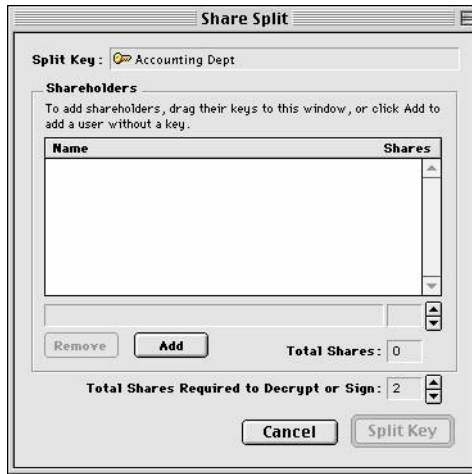 Share Split
Split Key: Accounting Dept
Shareholders
To add shareholders, drag their keys to this window, or click Add to
add a user without a key.
Name Shares
Remove Add Total Shares: 0
Total Shares Required to Decrypt or Sign: 2
Cancel Split Key